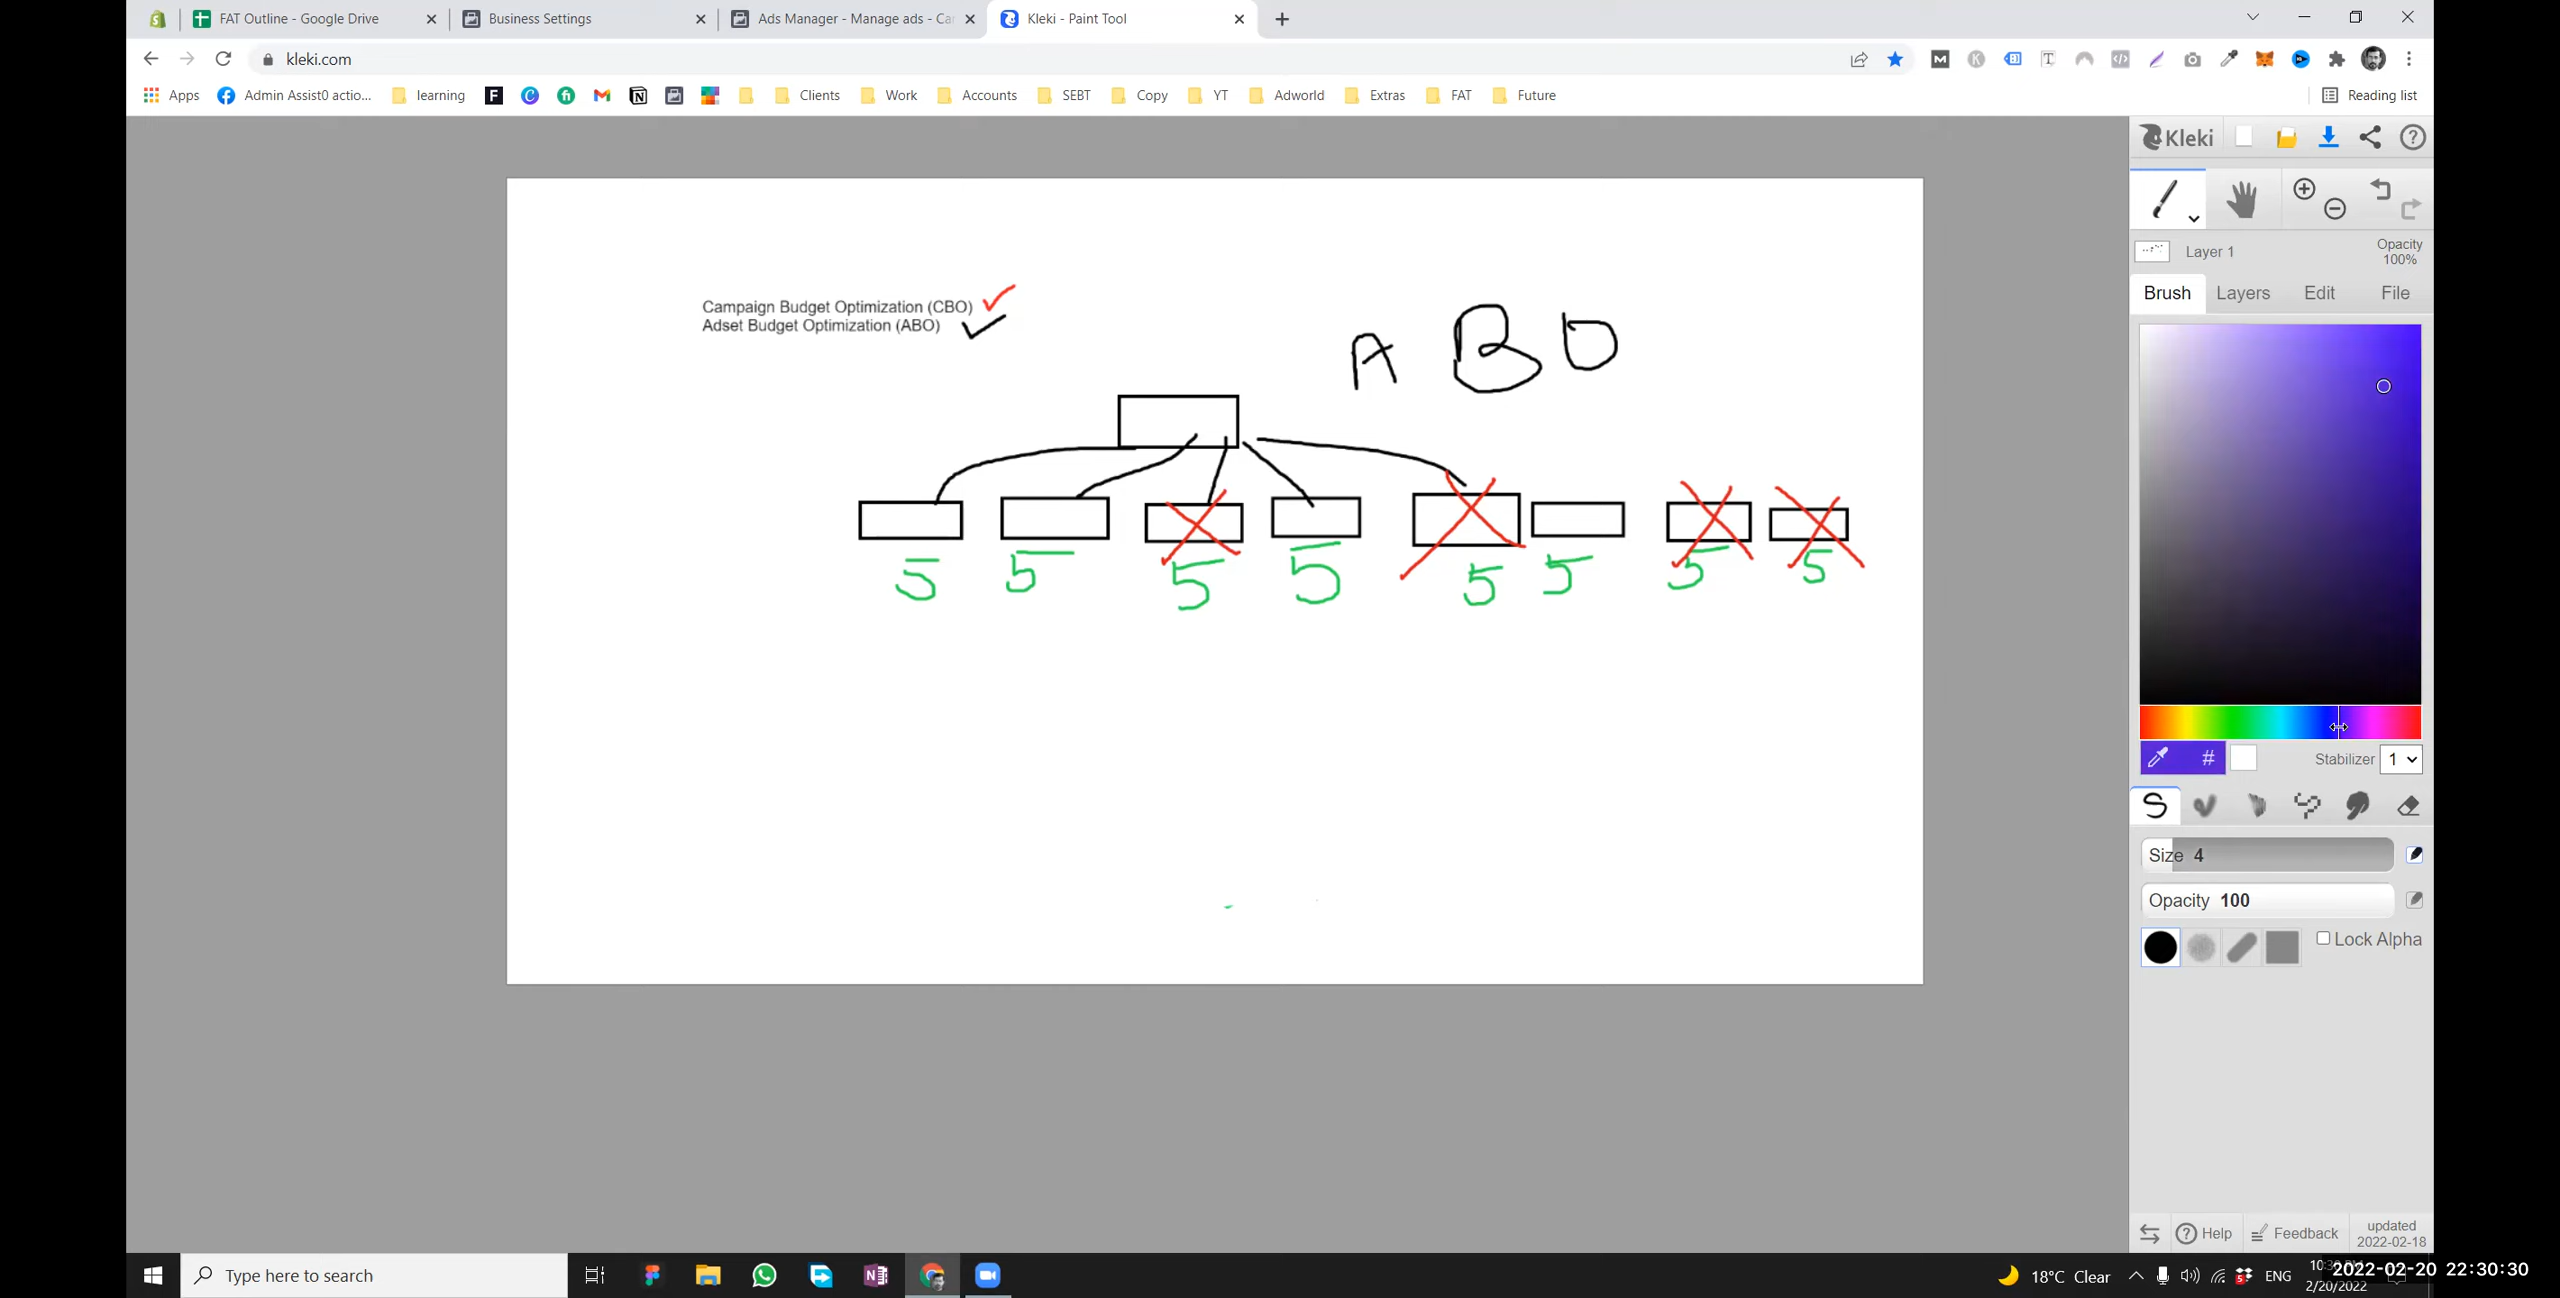 FAT Outline - Google Drive
Business Settings
Ads Manager - Manage ads - Ca
Kleki - Paint Tool
kleki.com
Apps
Admin Assist0 actio...
learning
Clients
Work
Accounts
SEBT
Copy
YT
Adworld
Extras
FAT
Future
Reading list
Kleki
Layer 1
Opacity
100%
Brush
Layers
Edit
File
Campaign Budget Optimization (CBO)
Adset Budget Optimization (ABO)
A B O
5 5 5 5 5 5 5 5
#
Stabilizer 1
Size 4
Opacity 100
Lock Alpha
Help
Feedback
updated
2022-02-18
Type here to search
18°C Clear
ENG
2/20/2022
2022-02-20 22:30:30